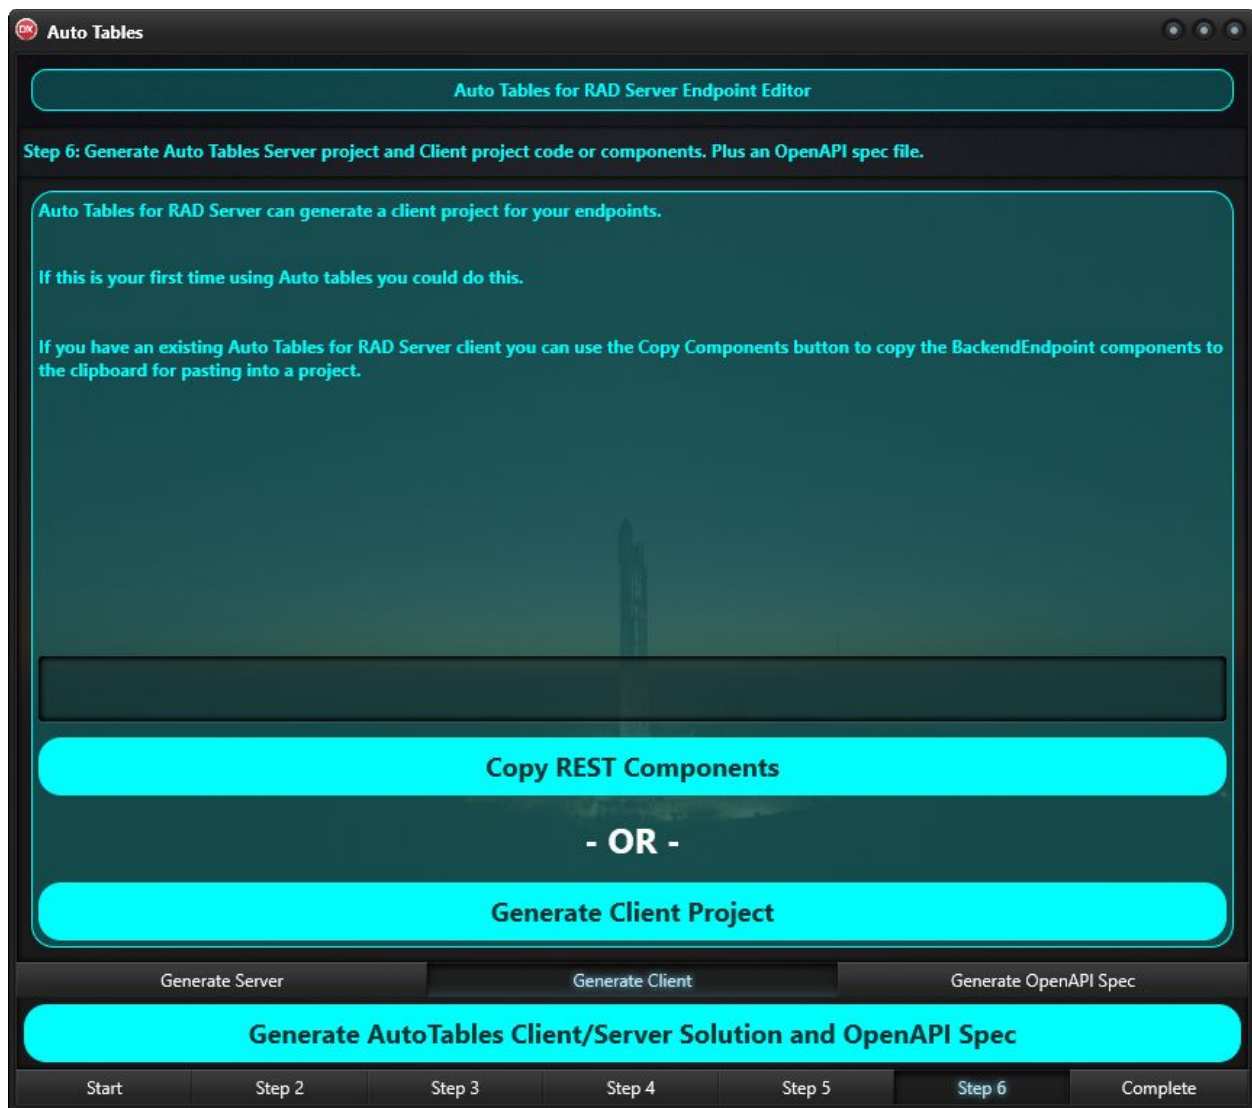 DX Auto Tables
Auto Tables for RAD Server Endpoint Editor
Step 6: Generate Auto Tables Server project and Client project code or components. Plus an OpenAPI spec file.
Auto Tables for RAD Server can generate a client project for your endpoints.
If this is your first time using Auto tables you could do this.
If you have an existing Auto Tables for RAD Server client you can use the Copy Components button to copy the BackendEndpoint components to
the clipboard for pasting into a project.
Copy REST Components
- OR -
Generate Client Project
Generate Server Generate Client Generate OpenAPI Spec
Generate AutoTables Client/Server Solution and OpenAPI Spec
Start Step 2 Step 3 Step 4 Step 5 Step 6 Complete